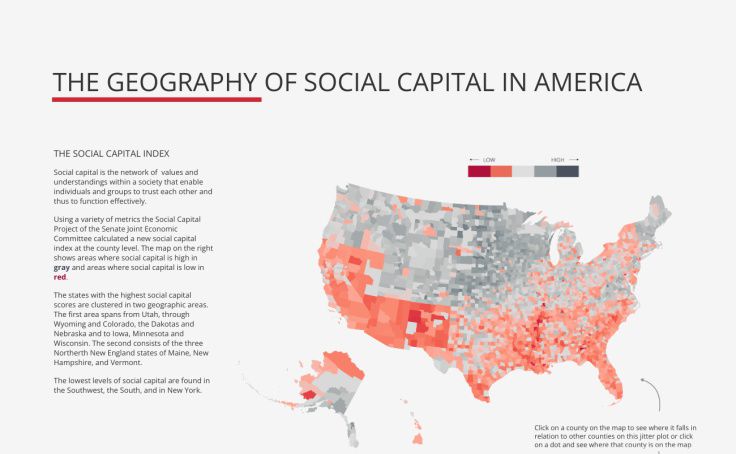 THE GEOGRAPHY OF SOCIAL CAPITAL IN AMERICA
THE SOCIAL CAPITAL INDEX
Social capital is the network of values and
understandings within a society that enable
individuals and groups to trust each other and
thus to function effectively.
Using a variety of metrics the Social Capital
Project of the Senate Joint Economic
Committee calculated a new social capital
index at the county level. The map on the right
shows areas where social capital is high in
gray and areas where social capital is low in
red.
The states with the highest social capital
scores are clustered in two geographic areas.
The first area spans from Utah, through
Wyoming and Colorado, the Dakotas and
Nebraska and to Iowa, Minnesota and
Wisconsin. The second consists of the three
Northerth New England states of Maine, New
Hampshire, and Vermont.
The lowest levels of social capital are found in
the Southwest, the South, and in New York.
← LOW HIGH →
Click on a county on the map to see where it falls in
relation to other counties on this jitter plot or click
on a dot and see where that county is on the map